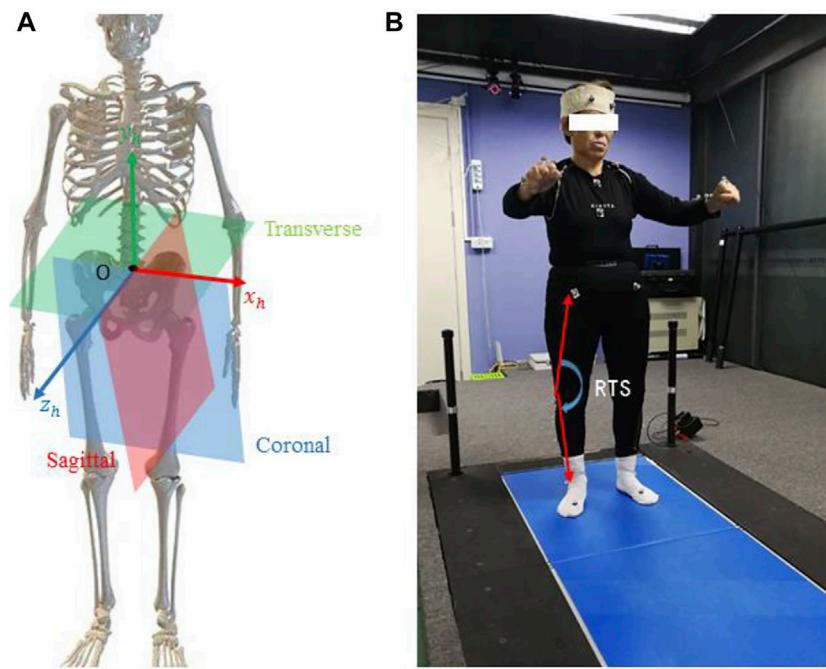 A
B
y_h
Transverse
O
x_h
z_h
Sagittal
Coronal
RTS